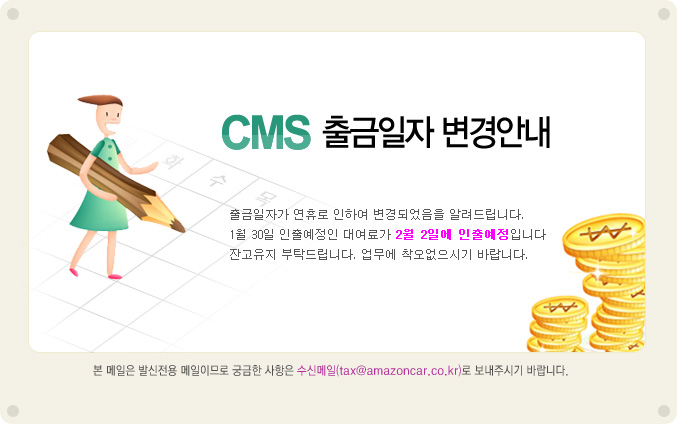 CMS 출금일자 변경안내
화 수 목
출금일자가 연휴로 인하여 변경되었음을 알려드립니다.
1월 30일 인출예정인 대여료가 2월 2일에 인출예정입니다
잔고유지 부탁드립니다. 업무에 착오없으시기 바랍니다.
본 메일은 발신전용 메일이므로 궁금한 사항은 수신메일(tax@amazoncar.co.kr)로 보내주시기 바랍니다.